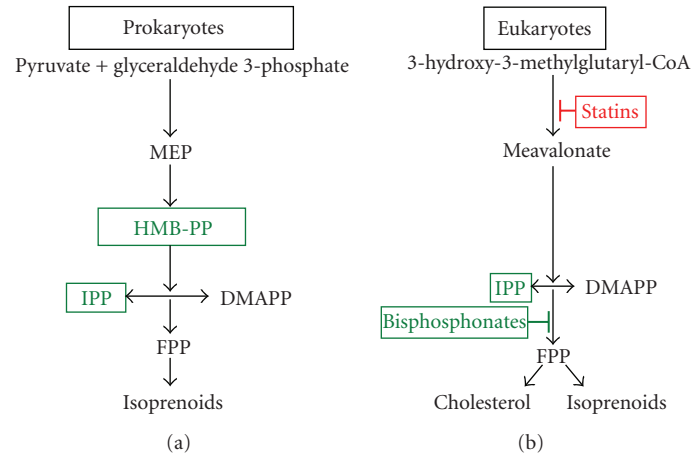 Prokaryotes
Pyruvate + glyceraldehyde 3-phosphate
MEP
HMB-PP
IPP
DMAPP
FPP
Isoprenoids
(a)
Eukaryotes
3-hydroxy-3-methylglutaryl-CoA
Statins
Meavalonate
IPP
DMAPP
Bisphosphonates
FPP
Cholesterol
Isoprenoids
(b)